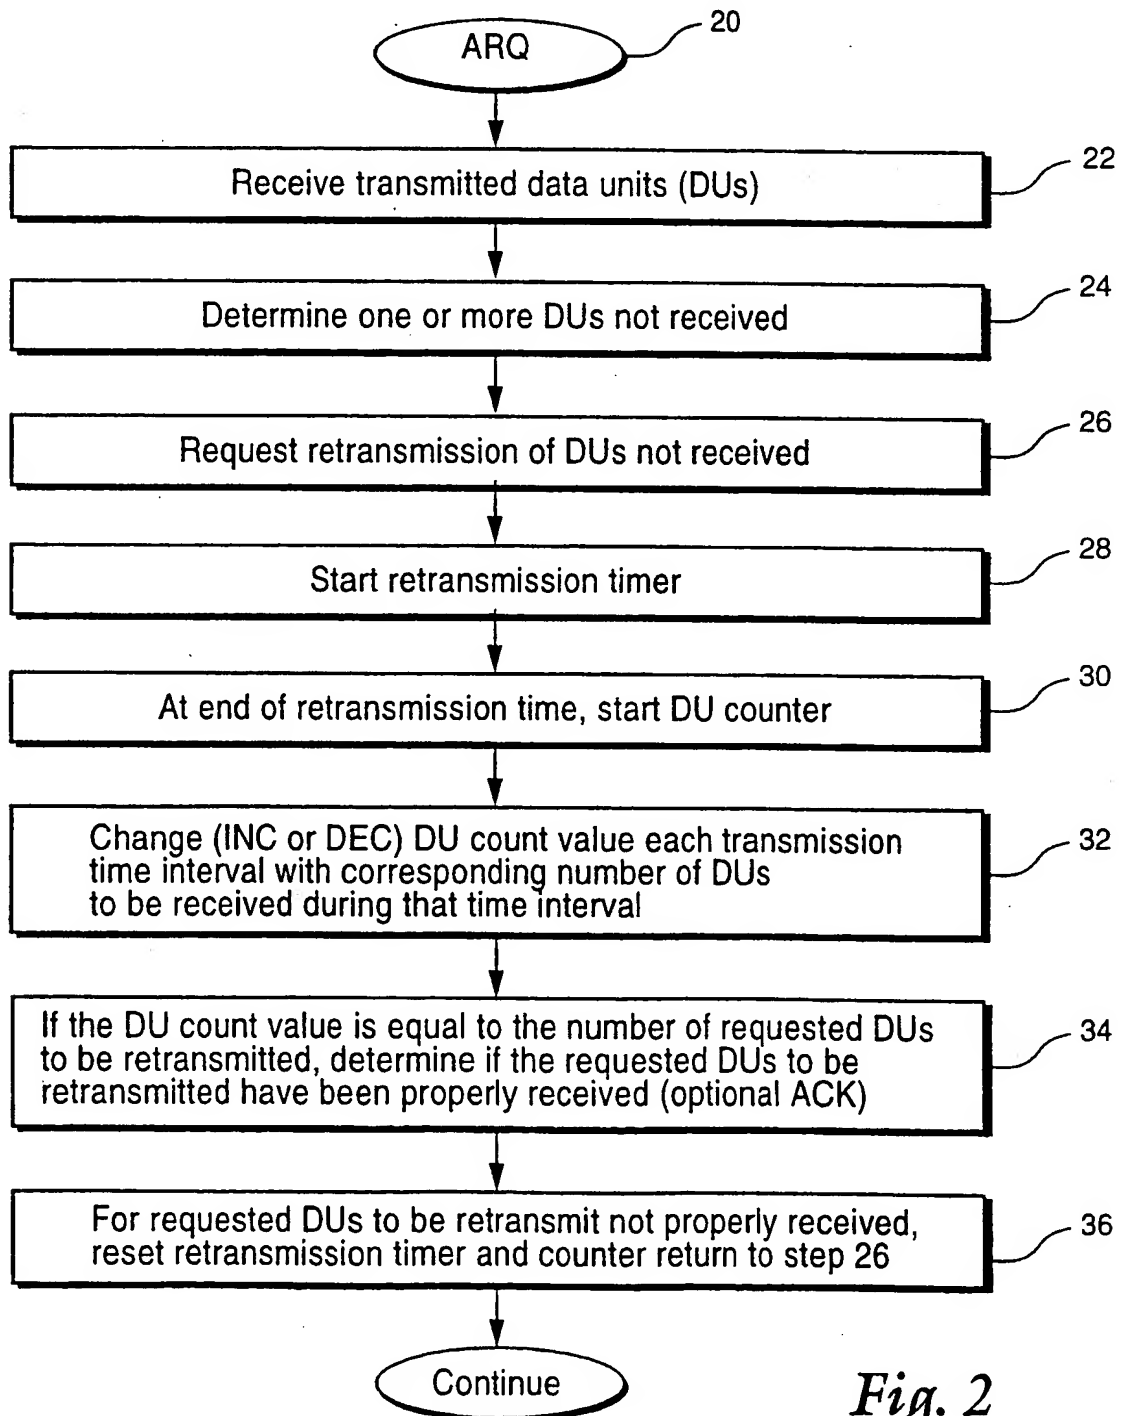 ARQ
20
Receive transmitted data units (DUs)
22
Determine one or more DUs not received
24
Request retransmission of DUs not received
26
Start retransmission timer
28
At end of retransmission time, start DU counter
30
Change (INC or DEC) DU count value each transmission
time interval with corresponding number of DUs
to be received during that time interval
32
If the DU count value is equal to the number of requested DUs
to be retransmitted, determine if the requested DUs to be
retransmitted have been properly received (optional ACK)
34
For requested DUs to be retransmit not properly received,
reset retransmission timer and counter return to step 26
36
Continue
Fig. 2